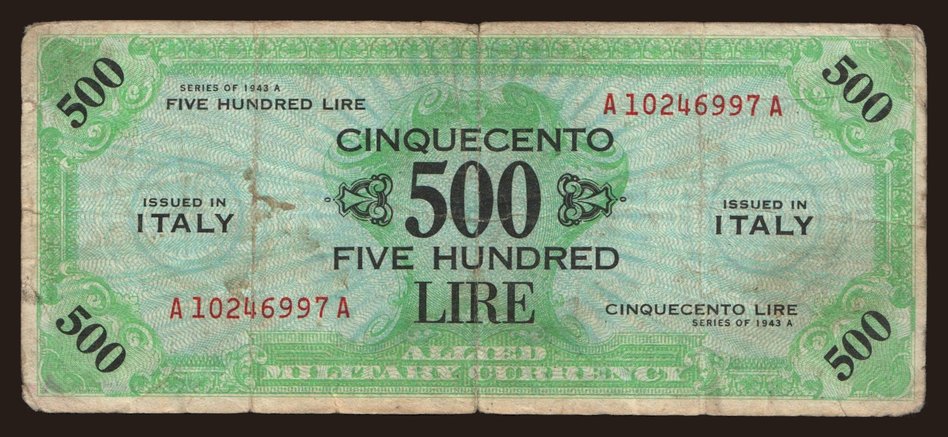 500
500
SERIES OF 1943 A
FIVE HUNDRED LIRE
A 10246997 A
CINQUECENTO
500
FIVE HUNDRED
LIRE
ISSUED IN
ITALY
ISSUED IN
ITALY
A 10246997 A
CINQUECENTO LIRE
SERIES OF 1943 A
500
500
ALLIED
MILITARY CURRENCY